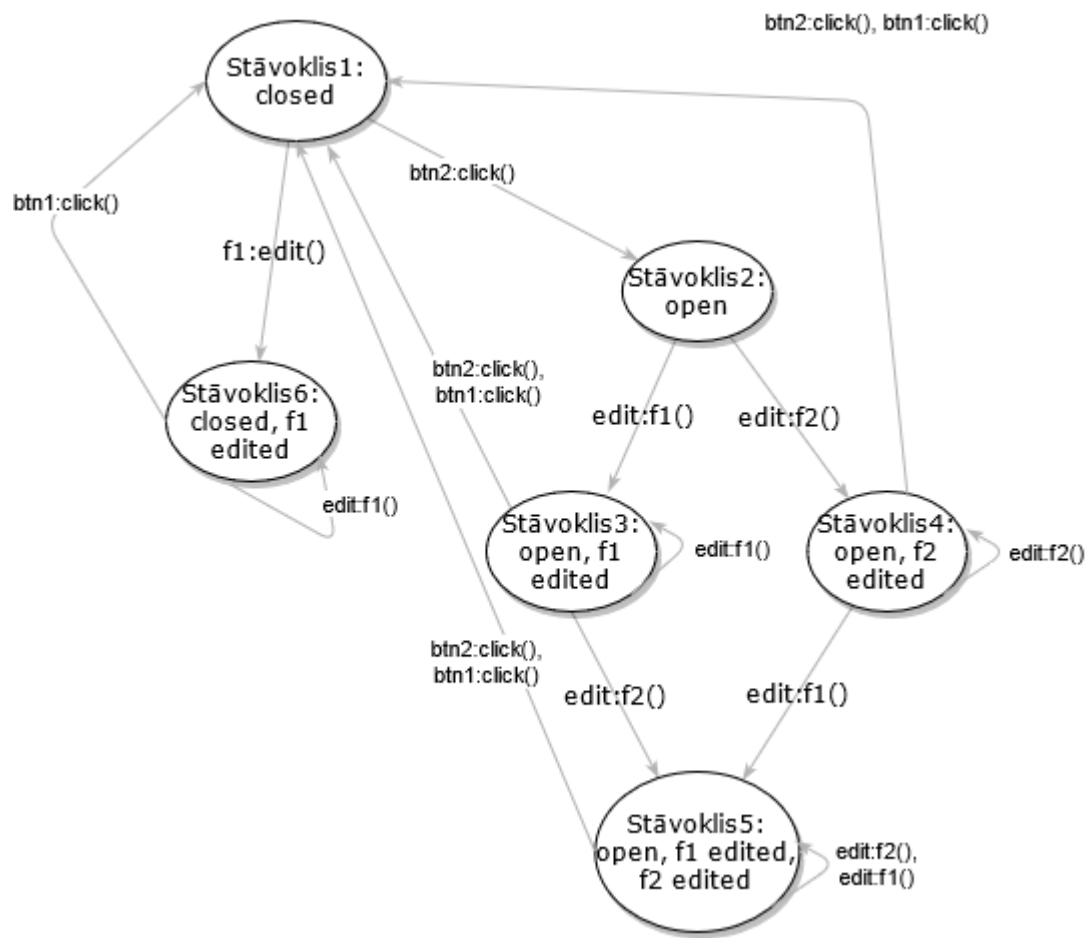 btn2:click(), btn1:click()
Stāvoklis1:
closed
btn2:click()
btn1:click()
f1:edit()
Stāvoklis2:
open
btn2:click(),
btn1:click()
Stāvoklis6:
closed, f1
edited
edit:f1()
edit:f2()
edit:f1()
Stāvoklis3:
open, f1
edited
edit:f1()
Stāvoklis4:
open, f2
edited
edit:f2()
btn2:click(),
btn1:click()
edit:f2()
edit:f1()
Stāvoklis5:
open, f1 edited,
f2 edited
edit:f2(),
edit:f1()